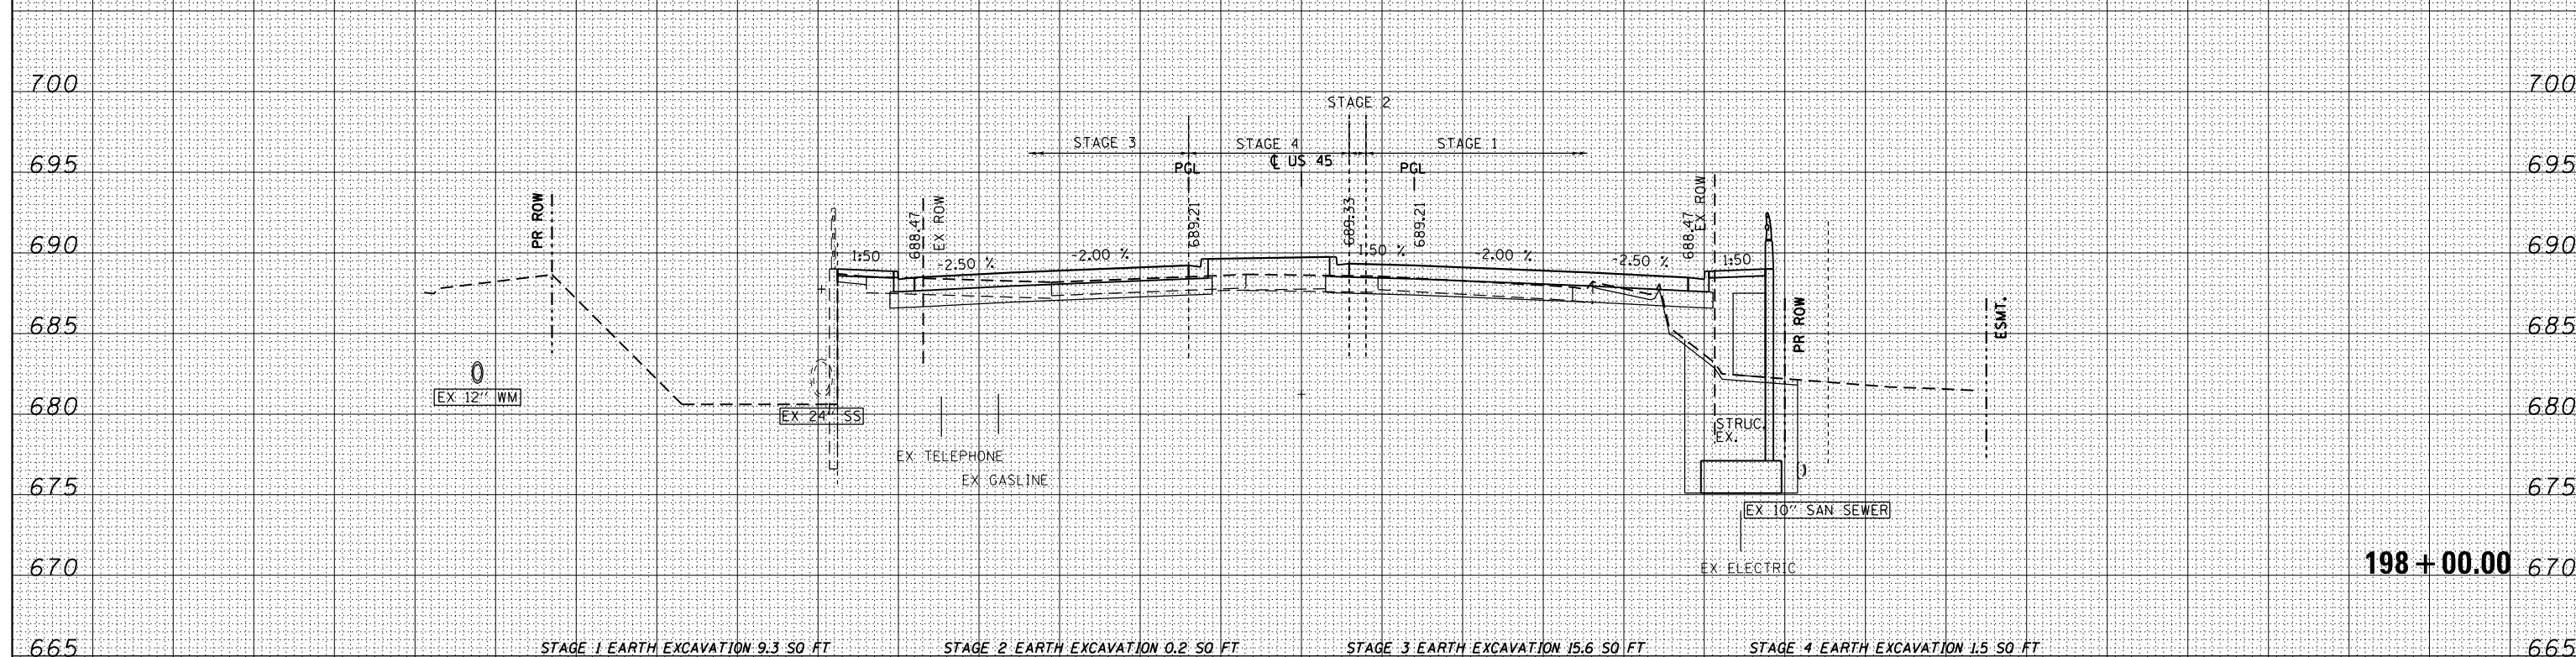 700 700
STAGE 2
STAGE 3 STAGE 4 STAGE 1
695 PGL ℄ US 45 PGL 695
PR ROW
688.47
EX ROW
689.21
689.33
689.21
688.47
EX ROW
690 690
1:50 -2.50 % -2.00 % 1.50 % -2.00 % -2.50 % 1:50
685 685
PR ROW
ESMT.
EX 12" WM
680 EX 24" SS 680
STRUC.
EX.
EX TELEPHONE
675 EX GASLINE 675
EX 10" SAN SEWER
670 EX ELECTRIC 198 + 00.00 670
665 STAGE 1 EARTH EXCAVATION 9.3 SQ FT STAGE 2 EARTH EXCAVATION 0.2 SQ FT STAGE 3 EARTH EXCAVATION 15.6 SQ FT STAGE 4 EARTH EXCAVATION 1.5 SQ FT 665